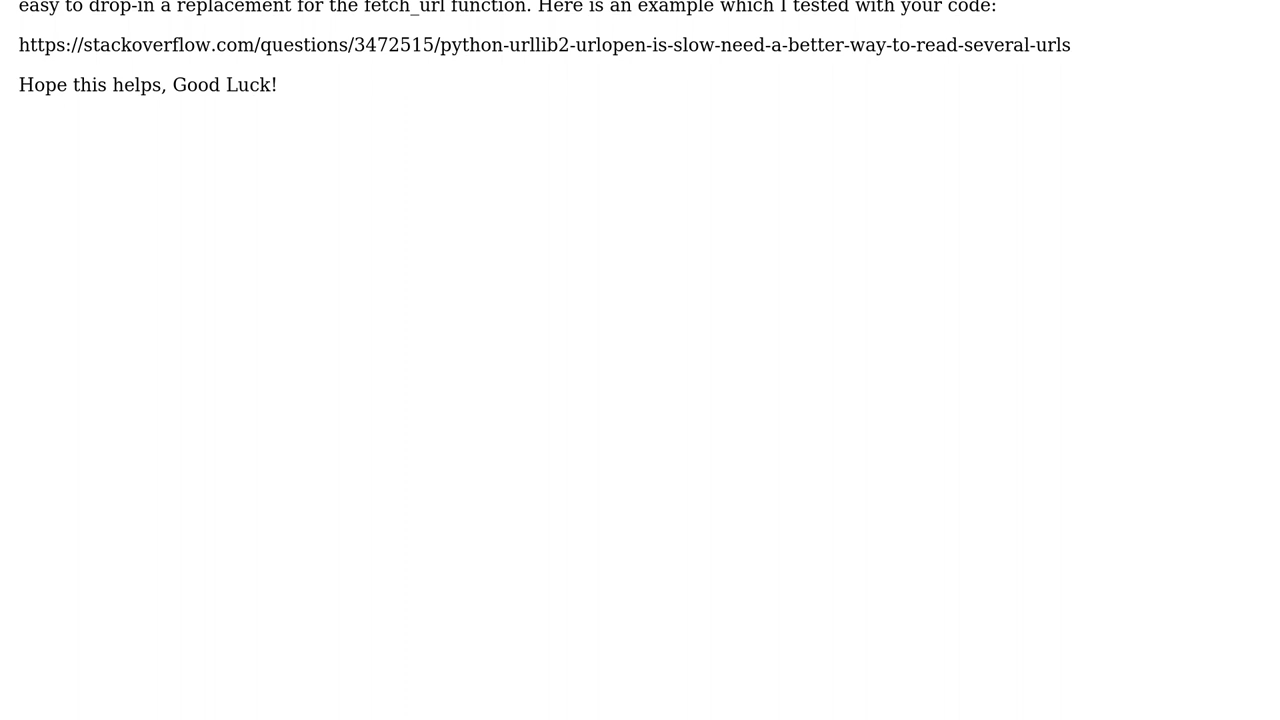 easy to drop-in a replacement for the fetch_url function. Here is an example which I tested with your code:
https://stackoverflow.com/questions/3472515/python-urllib2-urlopen-is-slow-need-a-better-way-to-read-several-urls
Hope this helps, Good Luck!